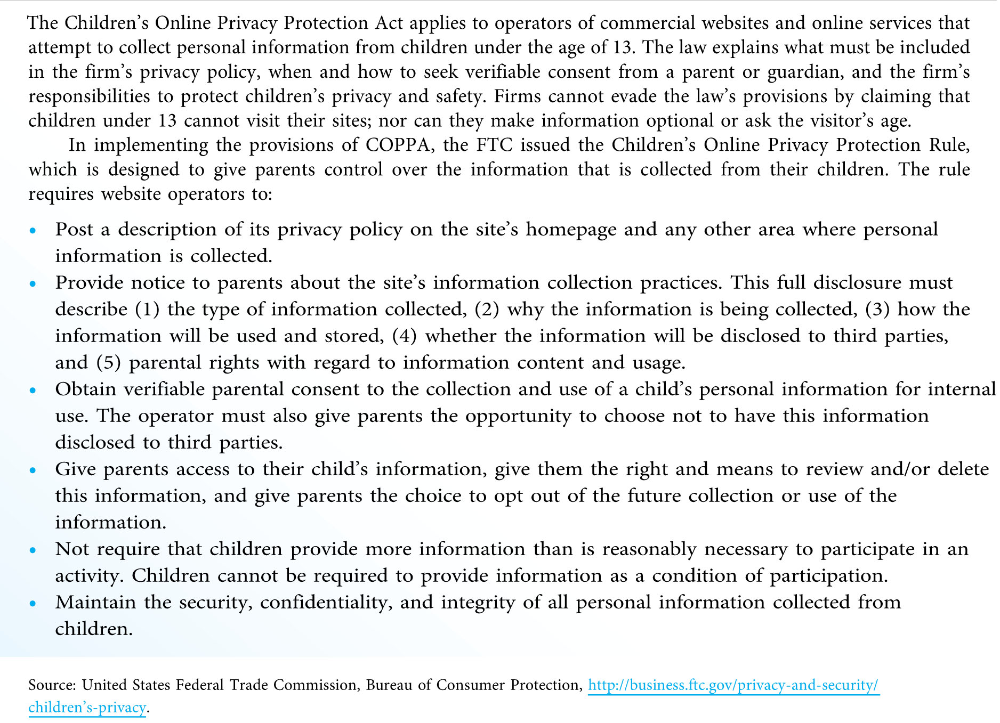 The Children’s Online Privacy Protection Act applies to operators of commercial websites and online services that
attempt to collect personal information from children under the age of 13. The law explains what must be included
in the firm’s privacy policy, when and how to seek verifiable consent from a parent or guardian, and the firm’s
responsibilities to protect children’s privacy and safety. Firms cannot evade the law’s provisions by claiming that
children under 13 cannot visit their sites; nor can they make information optional or ask the visitor’s age.
In implementing the provisions of COPPA, the FTC issued the Children’s Online Privacy Protection Rule,
which is designed to give parents control over the information that is collected from their children. The rule
requires website operators to:
• Post a description of its privacy policy on the site’s homepage and any other area where personal
information is collected.
• Provide notice to parents about the site’s information collection practices. This full disclosure must
describe (1) the type of information collected, (2) why the information is being collected, (3) how the
information will be used and stored, (4) whether the information will be disclosed to third parties,
and (5) parental rights with regard to information content and usage.
• Obtain verifiable parental consent to the collection and use of a child’s personal information for internal
use. The operator must also give parents the opportunity to choose not to have this information
disclosed to third parties.
• Give parents access to their child’s information, give them the right and means to review and/or delete
this information, and give parents the choice to opt out of the future collection or use of the
information.
• Not require that children provide more information than is reasonably necessary to participate in an
activity. Children cannot be required to provide information as a condition of participation.
• Maintain the security, confidentiality, and integrity of all personal information collected from
children.
Source: United States Federal Trade Commission, Bureau of Consumer Protection, http://business.ftc.gov/privacy-and-security/
children’s-privacy.